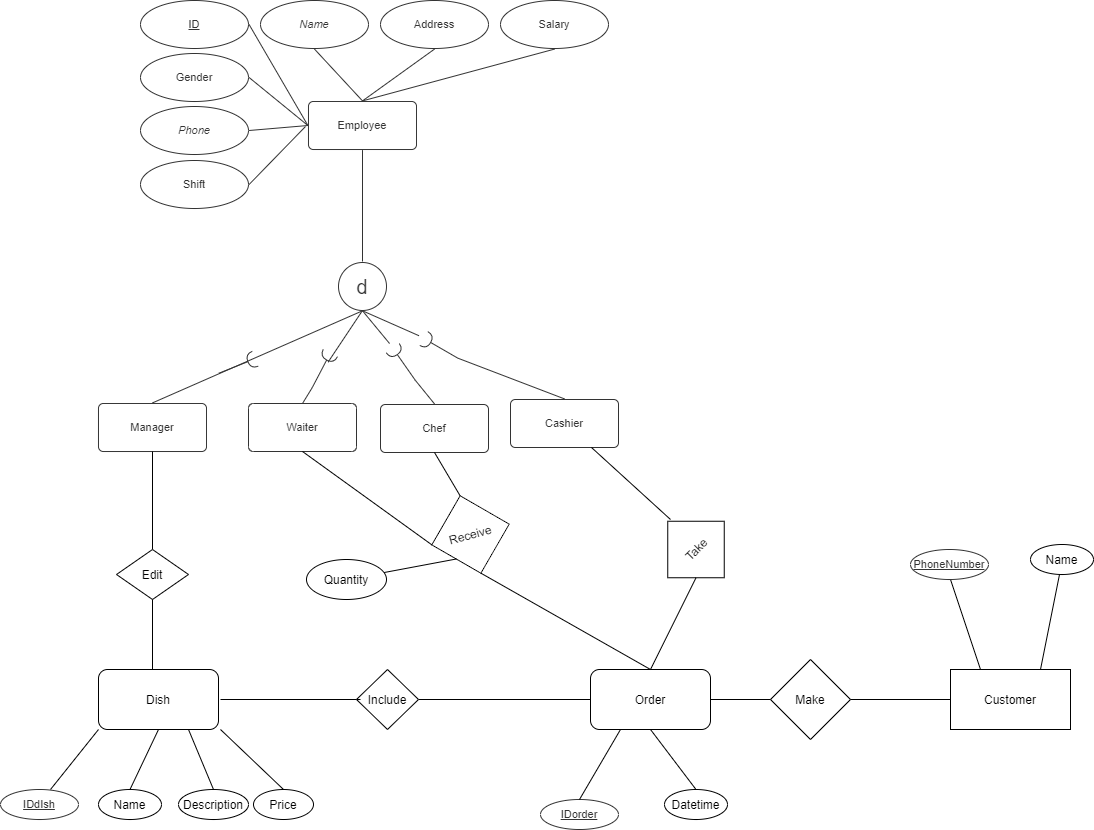 ID
Name
Address
Salary
Gender
Phone
Employee
Shift
d
Manager
Waiter
Chef
Cashier
Receive
Take
Edit
Quantity
PhoneNumber
Name
Dish
Include
Order
Make
Customer
IDdIsh
Name
Description
Price
IDorder
Datetime